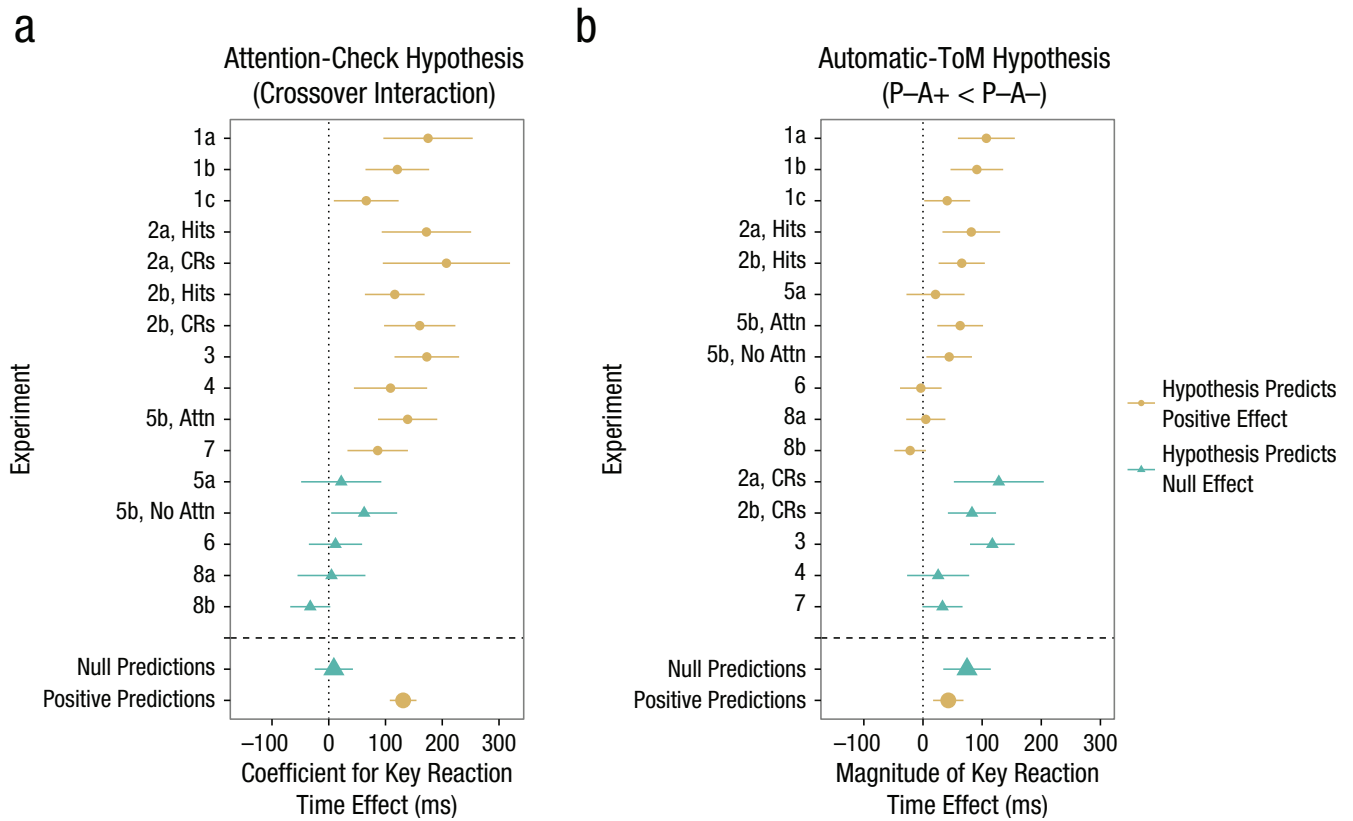 a
Attention-Check Hypothesis
(Crossover Interaction)
Experiment
1a
1b
1c
2a, Hits
2a, CRs
2b, Hits
2b, CRs
3
4
5b, Attn
7
5a
5b, No Attn
6
8a
8b
Null Predictions
Positive Predictions
–100 0 100 200 300
Coefficient for Key Reaction
Time Effect (ms)
b
Automatic-ToM Hypothesis
(P–A+ < P–A–)
Experiment
1a
1b
1c
2a, Hits
2b, Hits
5a
5b, Attn
5b, No Attn
6
8a
8b
2a, CRs
2b, CRs
3
4
7
Null Predictions
Positive Predictions
–100 0 100 200 300
Magnitude of Key Reaction
Time Effect (ms)
Hypothesis Predicts
Positive Effect
Hypothesis Predicts
Null Effect